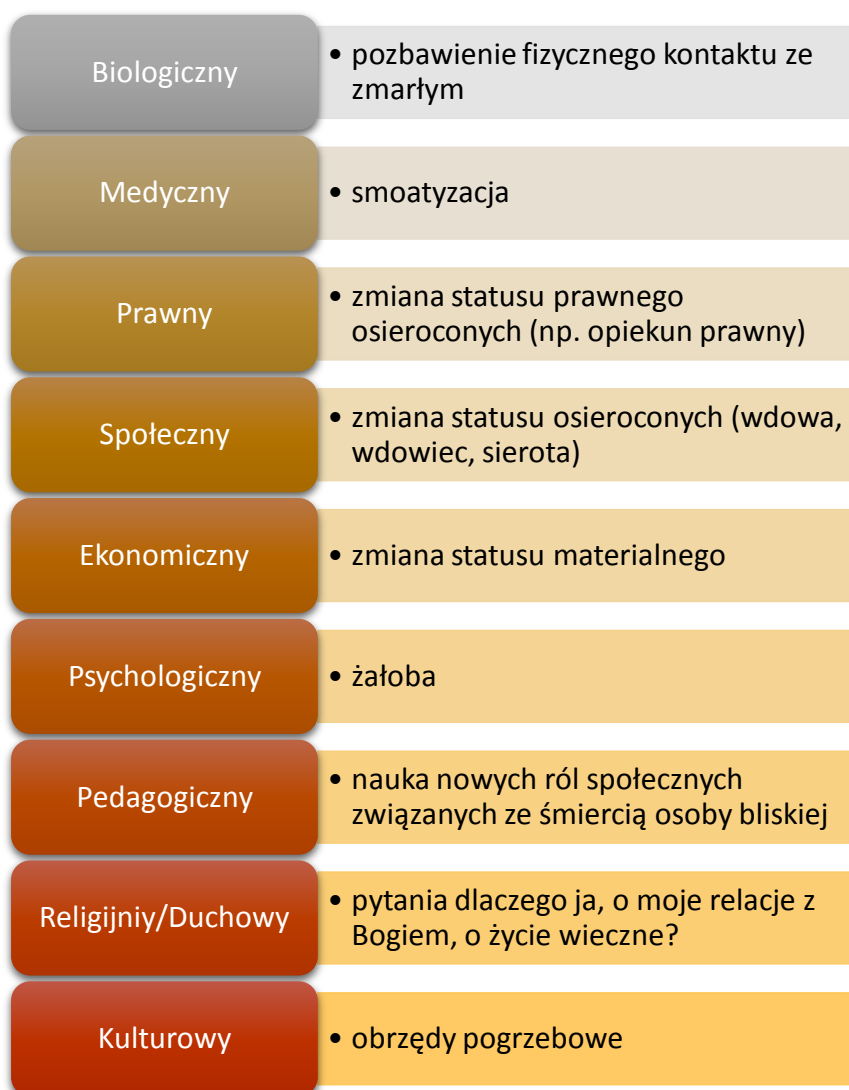 Biologiczny
• pozbawienie fizycznego kontaktu ze
zmarłym
Medyczny
• smoatyzacja
Prawny
• zmiana statusu prawnego
osieroconych (np. opiekun prawny)
Społeczny
• zmiana statusu osieroconych (wdowa,
wdowiec, sierota)
Ekonomiczny
• zmiana statusu materialnego
Psychologiczny
• żałoba
Pedagogiczny
• nauka nowych ról społecznych
związanych ze śmiercią osoby bliskiej
Religijniy/Duchowy
• pytania dlaczego ja, o moje relacje z
Bogiem, o życie wieczne?
Kulturowy
• obrzędy pogrzebowe